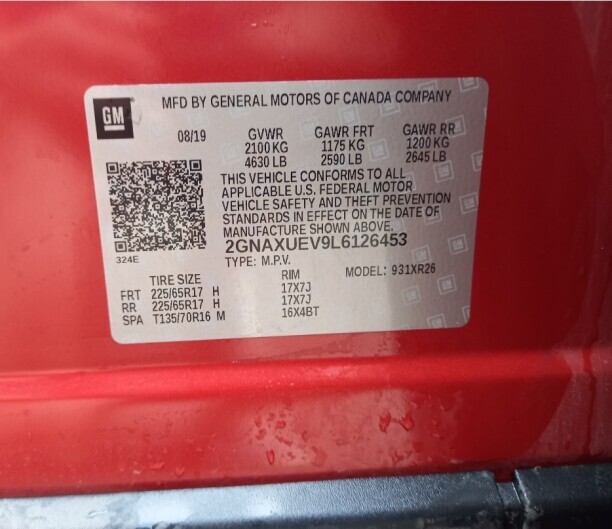 GM
MFD BY GENERAL MOTORS OF CANADA COMPANY
08/19 GVWR GAWR FRT GAWR RR
2100 KG 1175 KG 1200 KG
4630 LB 2590 LB 2645 LB
THIS VEHICLE CONFORMS TO ALL
APPLICABLE U.S. FEDERAL MOTOR
VEHICLE SAFETY AND THEFT PREVENTION
STANDARDS IN EFFECT ON THE DATE OF
MANUFACTURE SHOWN ABOVE.
2GNAXUEV9L6126453
324E
TYPE: M.P.V. MODEL: 931XR26
TIRE SIZE RIM
FRT 225/65R17 H 17X7J
RR 225/65R17 H 17X7J
SPA T135/70R16 M 16X4BT